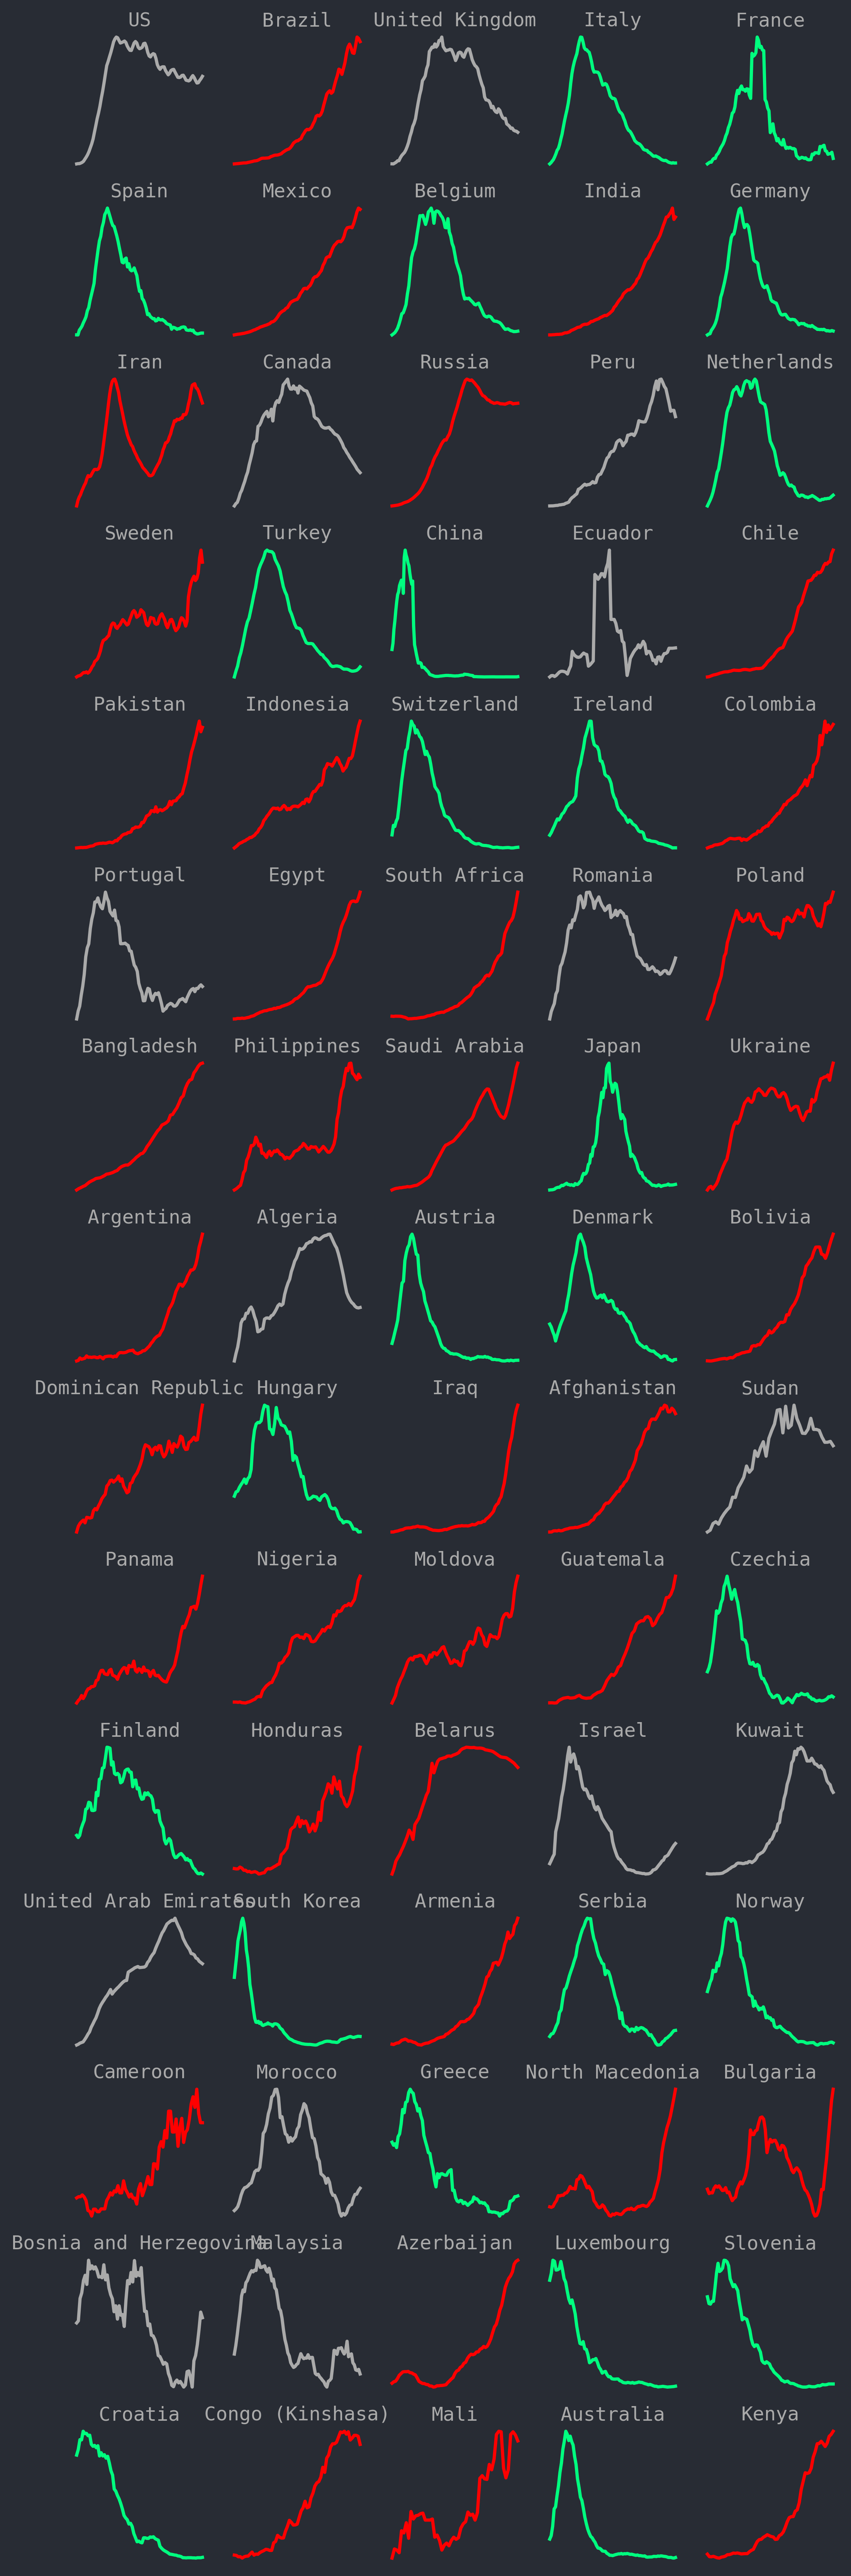 US Brazil United Kingdom Italy France
Spain Mexico Belgium India Germany
Iran Canada Russia Peru Netherlands
Sweden Turkey China Ecuador Chile
Pakistan Indonesia Switzerland Ireland Colombia
Portugal Egypt South Africa Romania Poland
Bangladesh Philippines Saudi Arabia Japan Ukraine
Argentina Algeria Austria Denmark Bolivia
Dominican Republic Hungary Iraq Afghanistan Sudan
Panama Nigeria Moldova Guatemala Czechia
Finland Honduras Belarus Israel Kuwait
United Arab Emirates South Korea Armenia Serbia Norway
Cameroon Morocco Greece North Macedonia Bulgaria
Bosnia and Herzegovina Malaysia Azerbaijan Luxembourg Slovenia
Croatia Congo (Kinshasa) Mali Australia Kenya